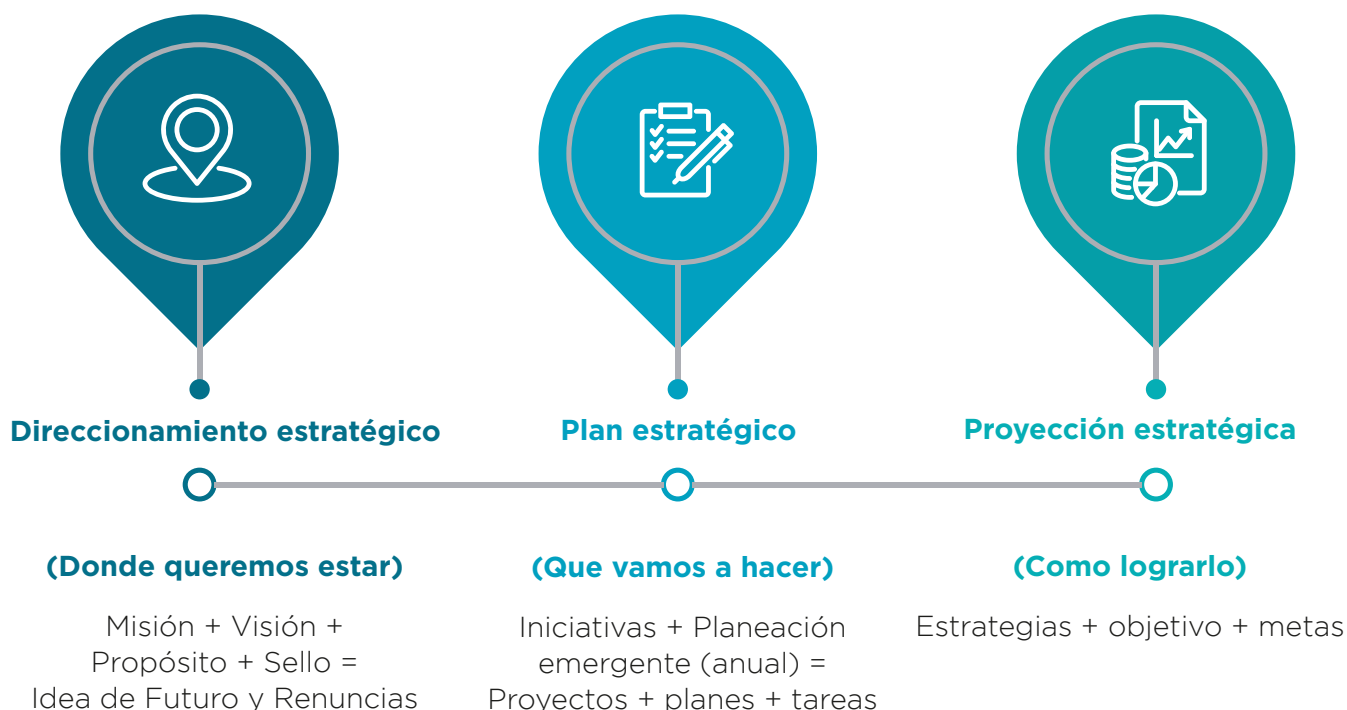 Direccionamiento estratégico
(Donde queremos estar)
Misión + Visión +
Propósito + Sello =
Idea de Futuro y Renuncias
Plan estratégico
(Que vamos a hacer)
Iniciativas + Planeación
emergente (anual) =
Proyectos + planes + tareas
Proyección estratégica
(Como lograrlo)
Estrategias + objetivo + metas